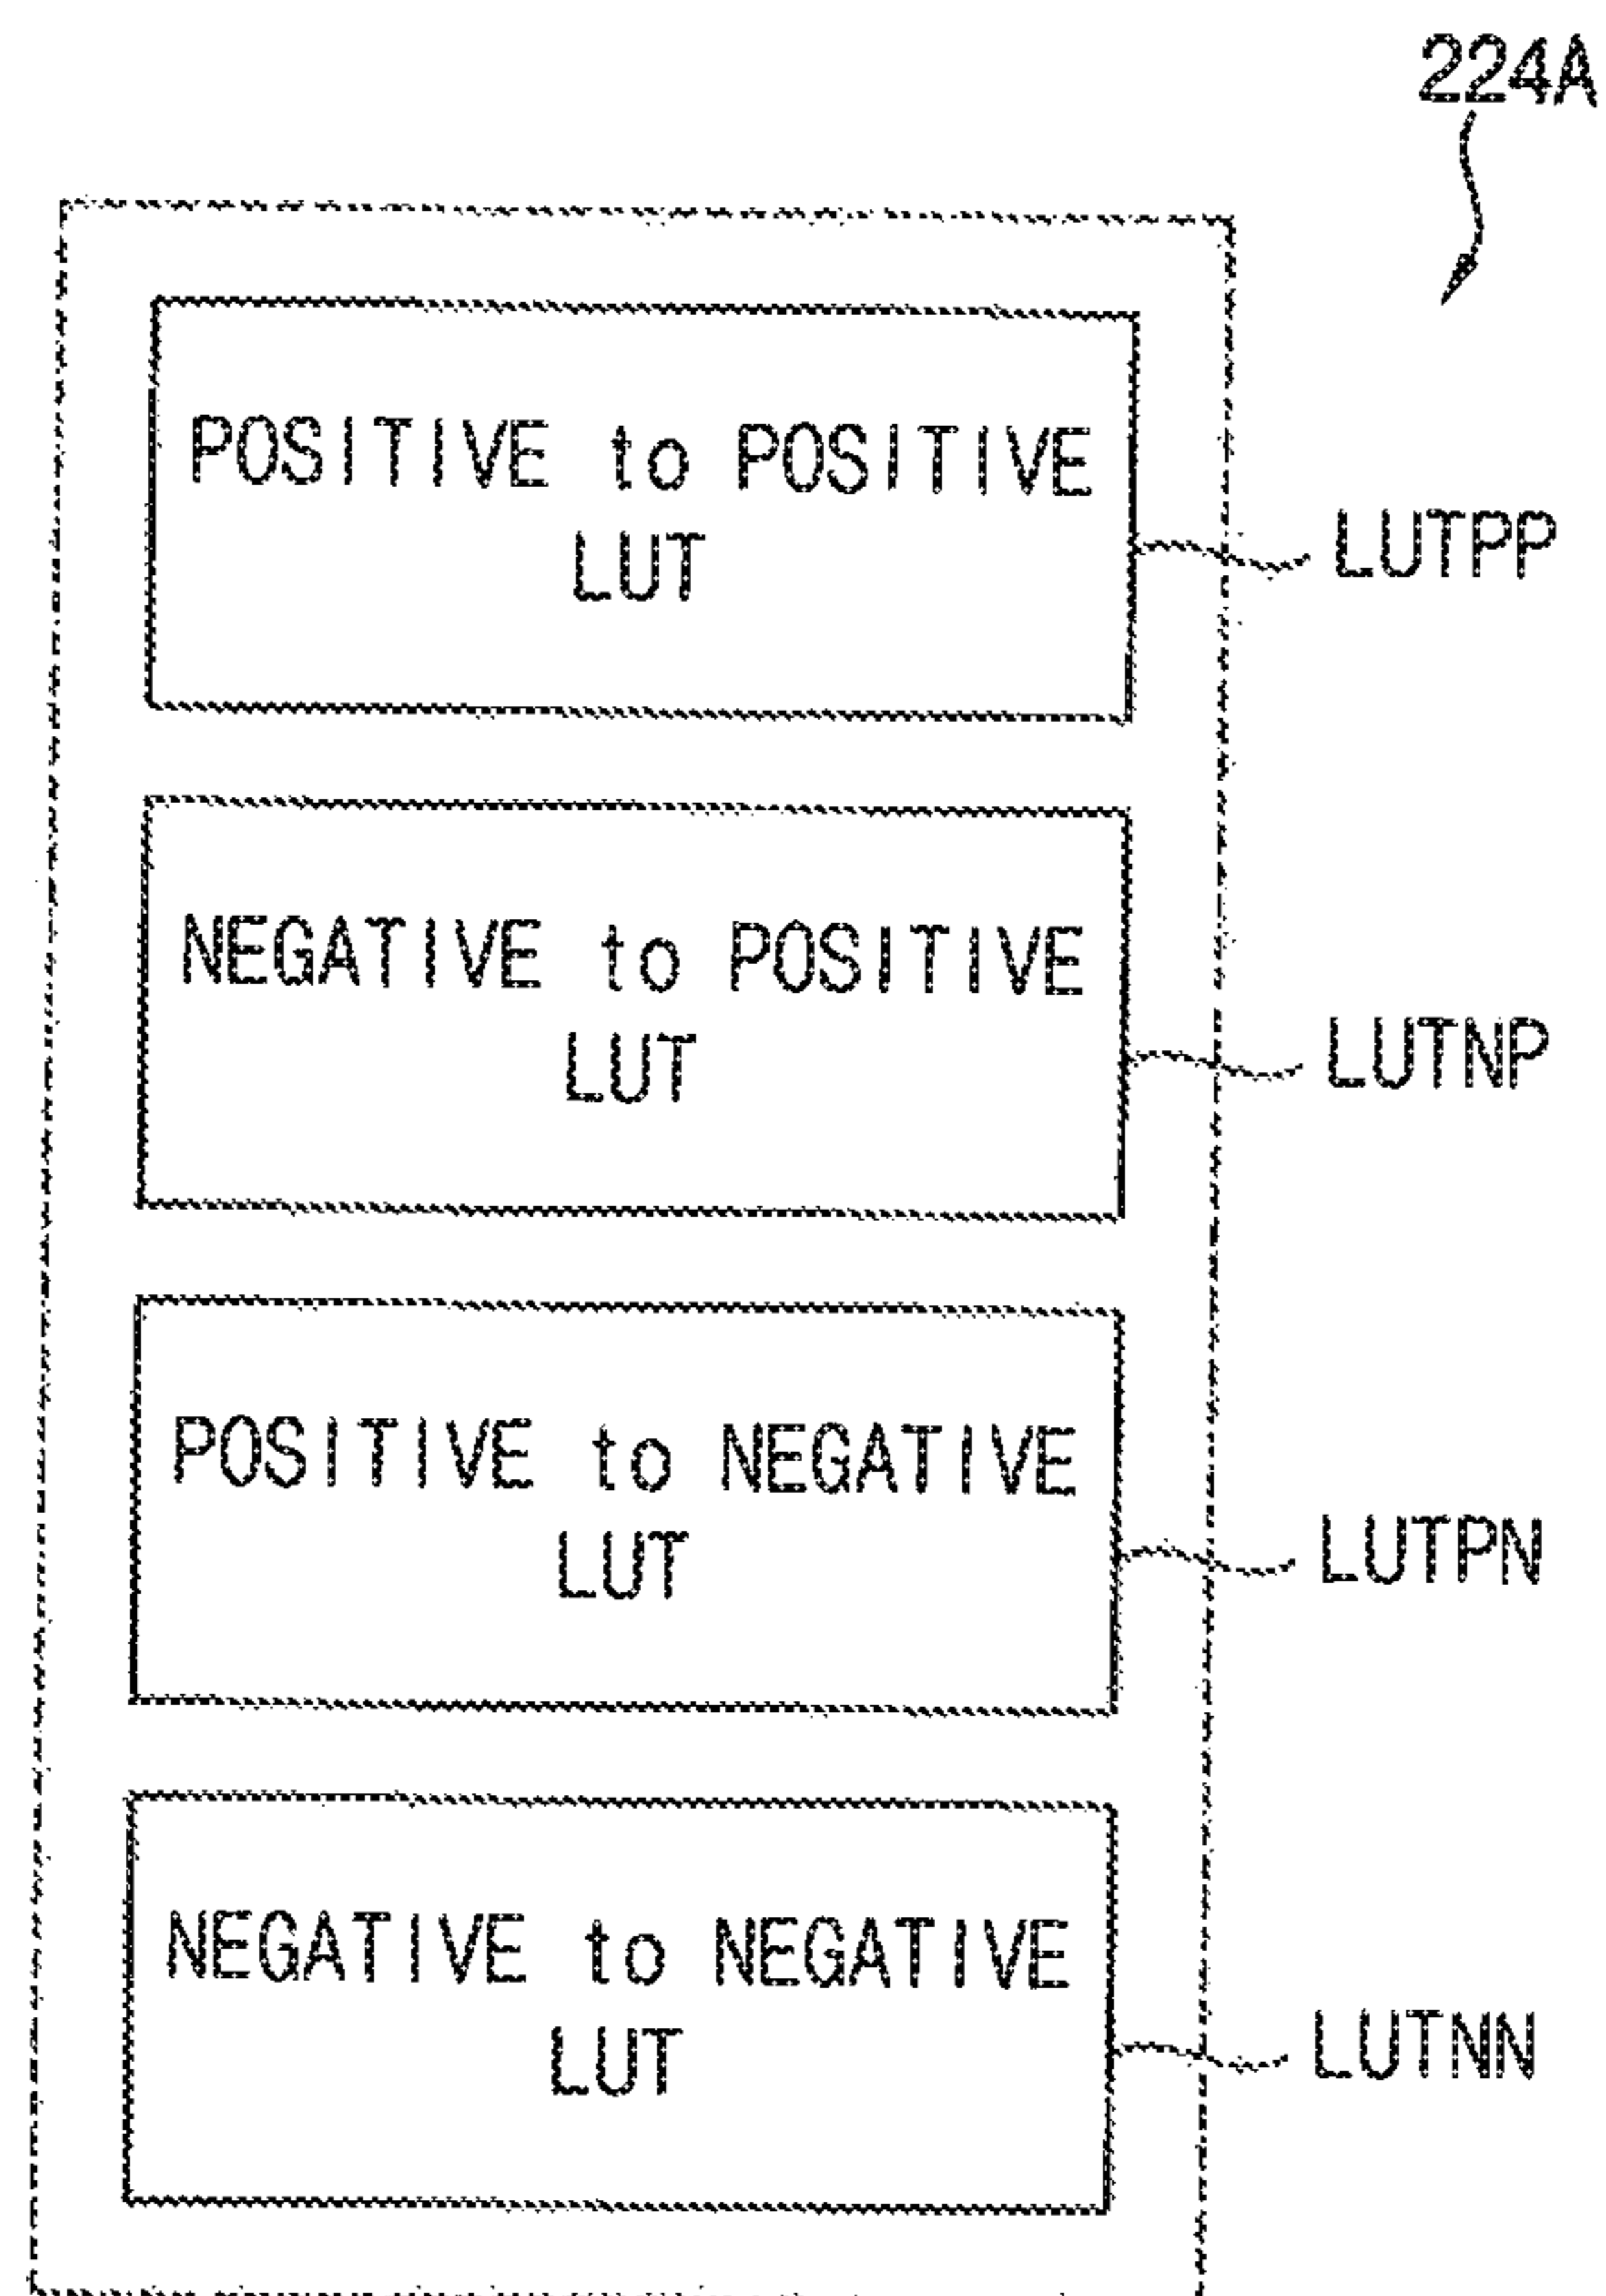 224A
POSITIVE to POSITIVE
LUT
LUTPP
NEGATIVE to POSITIVE
LUT
LUTNP
POSITIVE to NEGATIVE
LUT
LUTPN
NEGATIVE to NEGATIVE
LUT
LUTNN